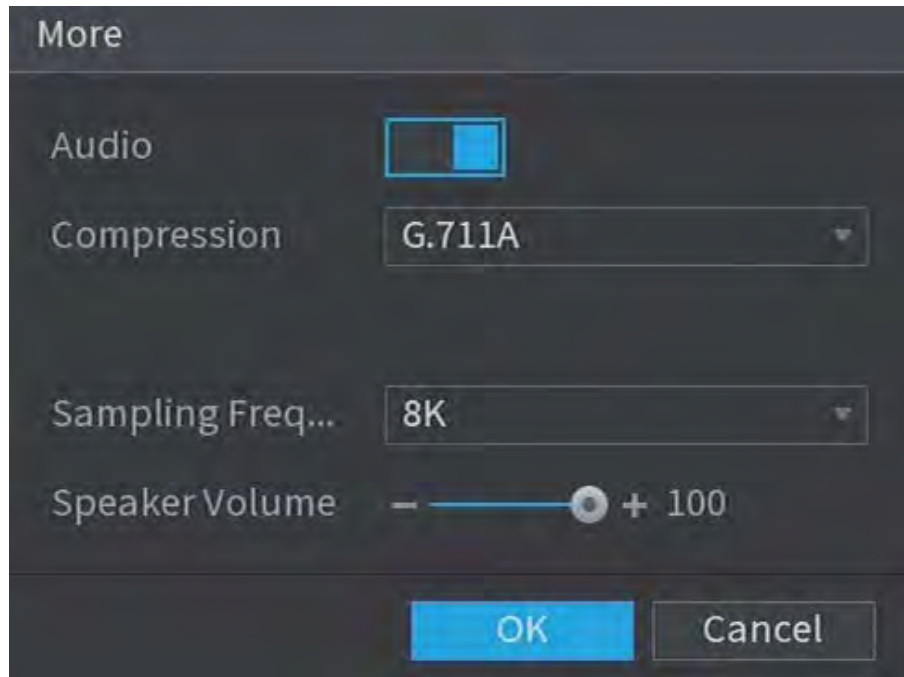 More
Audio
Compression G.711A
Sampling Freq... 8K
Speaker Volume - + 100
OK Cancel